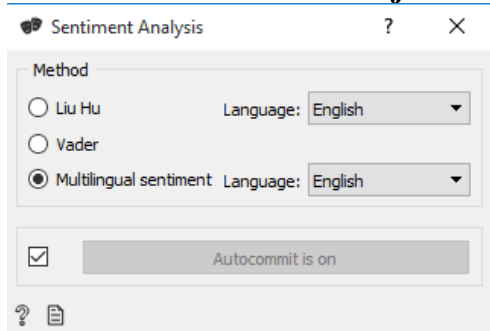 Sentiment Analysis ? ×
Method
Liu Hu Language: English
Vader
Multilingual sentiment Language: English
Autocommit is on
?